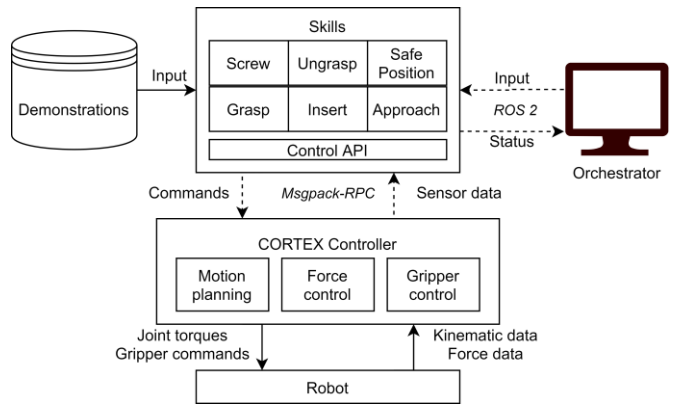 Skills
Screw
Ungrasp
Safe
Position
Grasp
Insert
Approach
Control API
Demonstrations
Input
Input
ROS 2
Status
Orchestrator
Commands
Msgpack-RPC
Sensor data
CORTEX Controller
Motion
planning
Force
control
Gripper
control
Joint torques
Gripper commands
Kinematic data
Force data
Robot